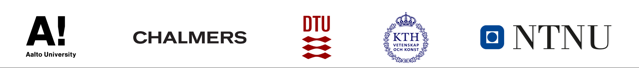 A!
Aalto University
CHALMERS
DTU
KTH
VETENSKAP
OCH KONST
NTNU